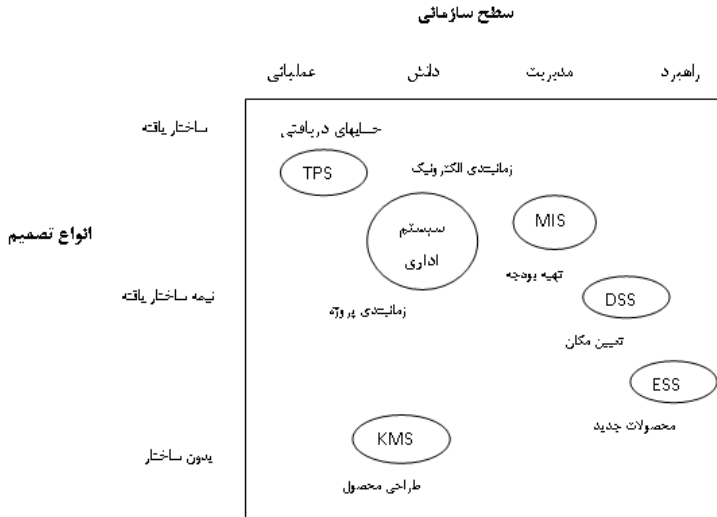 سطح سازمانی
راهبرد مدیریت دانش عملیاتی
ساختار یافته
حسابهای دریافتی
TPS
زمانبندی الکترونیک
MIS
سیستم
اداری
انواع تصمیم
تهیه بودجه
نیمه ساختار یافته
DSS
زمانبندی پروژه
تعیین مکان
ESS
محصولات جدید
KMS
بدون ساختار
طراحی محصول